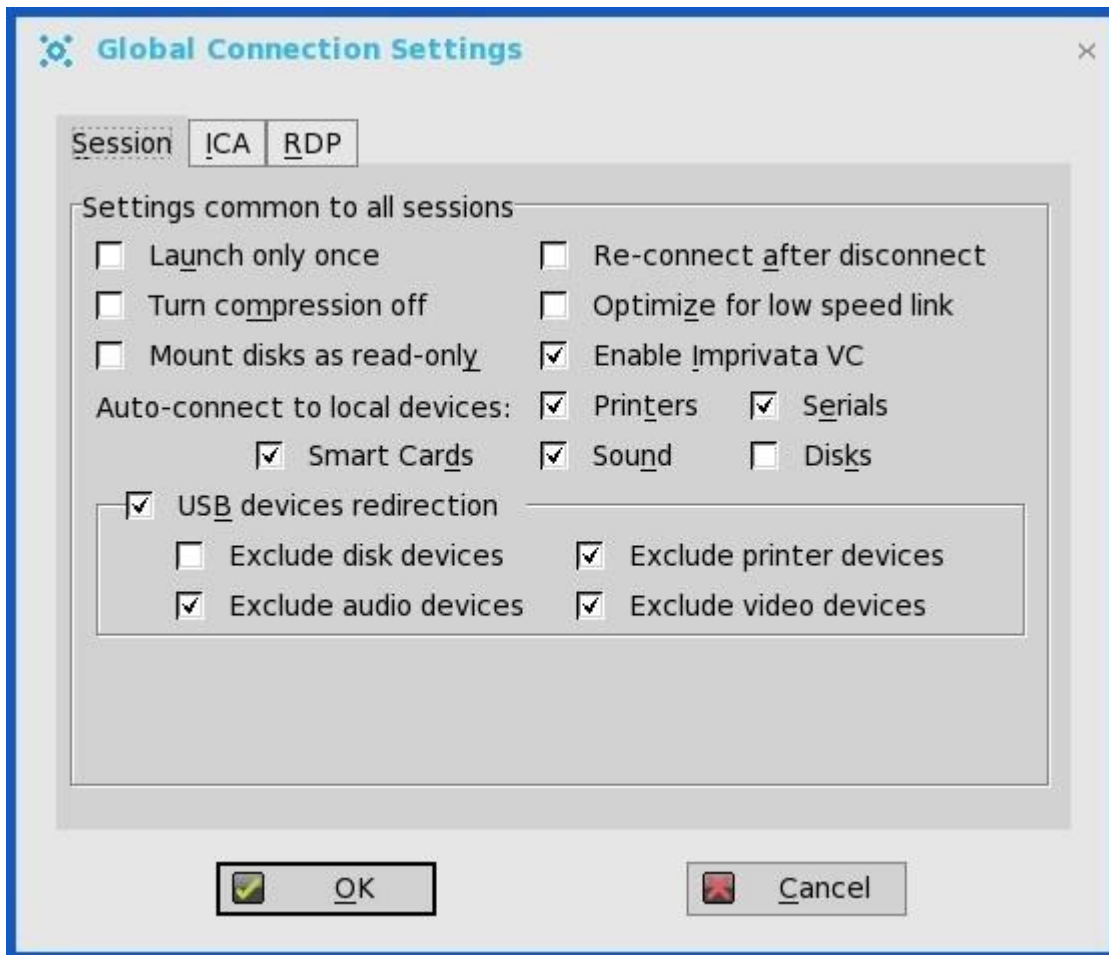 Global Connection Settings
Session ICA RDP
Settings common to all sessions
Launch only once Re-connect after disconnect
Turn compression off Optimize for low speed link
Mount disks as read-only Enable Imprivata VC
Auto-connect to local devices: Printers Serials
Smart Cards Sound Disks
USB devices redirection
Exclude disk devices Exclude printer devices
Exclude audio devices Exclude video devices
OK Cancel